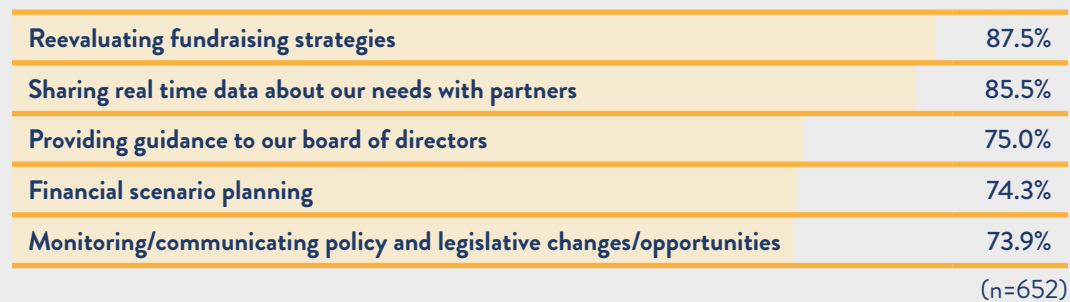 Reevaluating fundraising strategies 87.5%
Sharing real time data about our needs with partners 85.5%
Providing guidance to our board of directors 75.0%
Financial scenario planning 74.3%
Monitoring/communicating policy and legislative changes/opportunities 73.9%
(n=652)